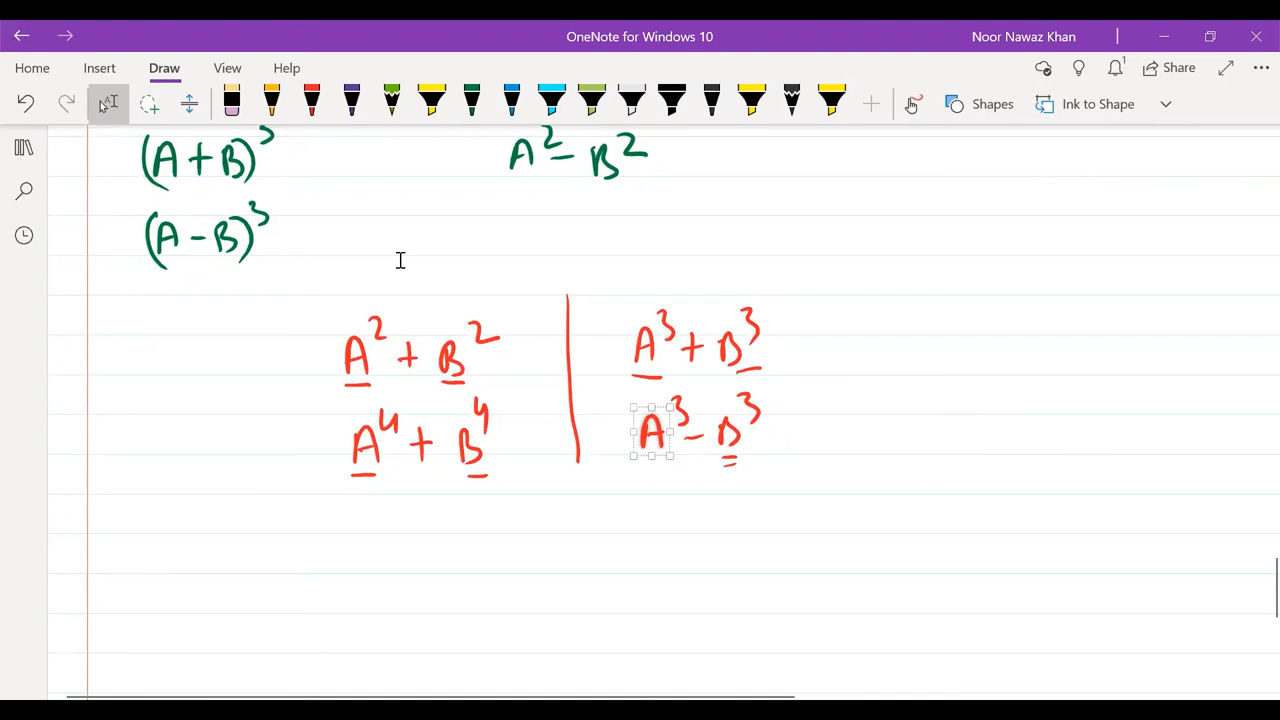 OneNote for Windows 10
Noor Nawaz Khan
Home Insert Draw View Help
Share
Shapes
Ink to Shape
(A + B)³ A² - B²
(A - B)³
A² + B² A³ + B³
A⁴ + B⁴ A³ - B³